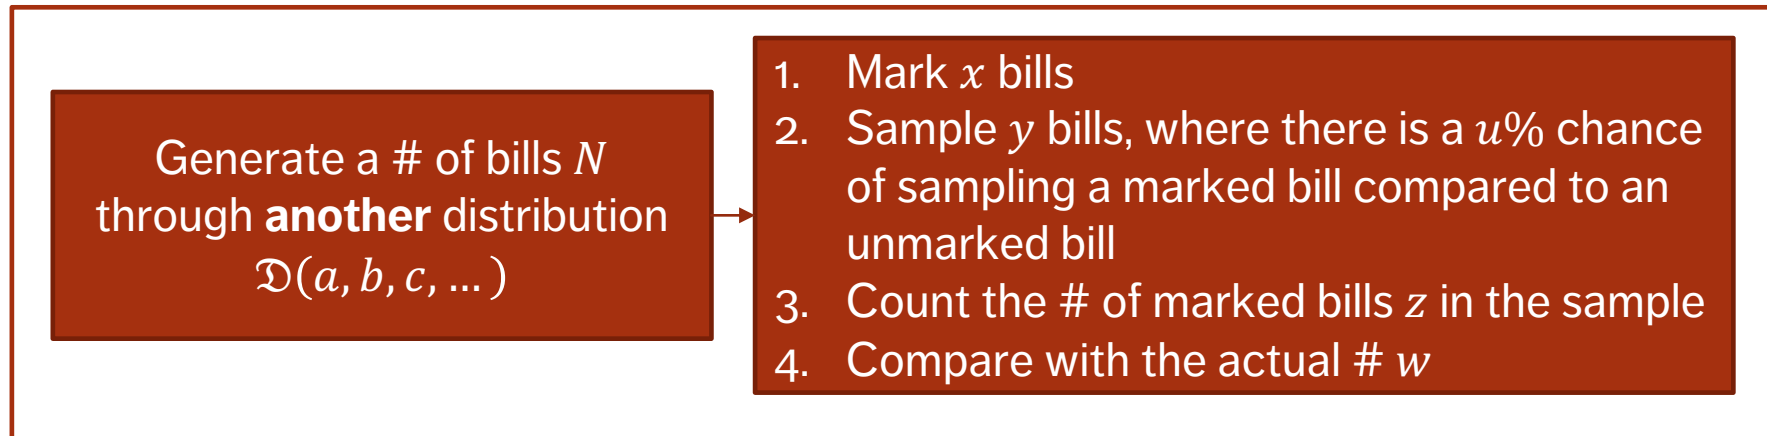 Generate a # of bills 𝑁
through another distribution
𝔇(𝑎, 𝑏, 𝑐, … )
1. Mark 𝑥 bills
2. Sample 𝑦 bills, where there is a 𝑢% chance
of sampling a marked bill compared to an
unmarked bill
3. Count the # of marked bills 𝑧 in the sample
4. Compare with the actual # 𝑤